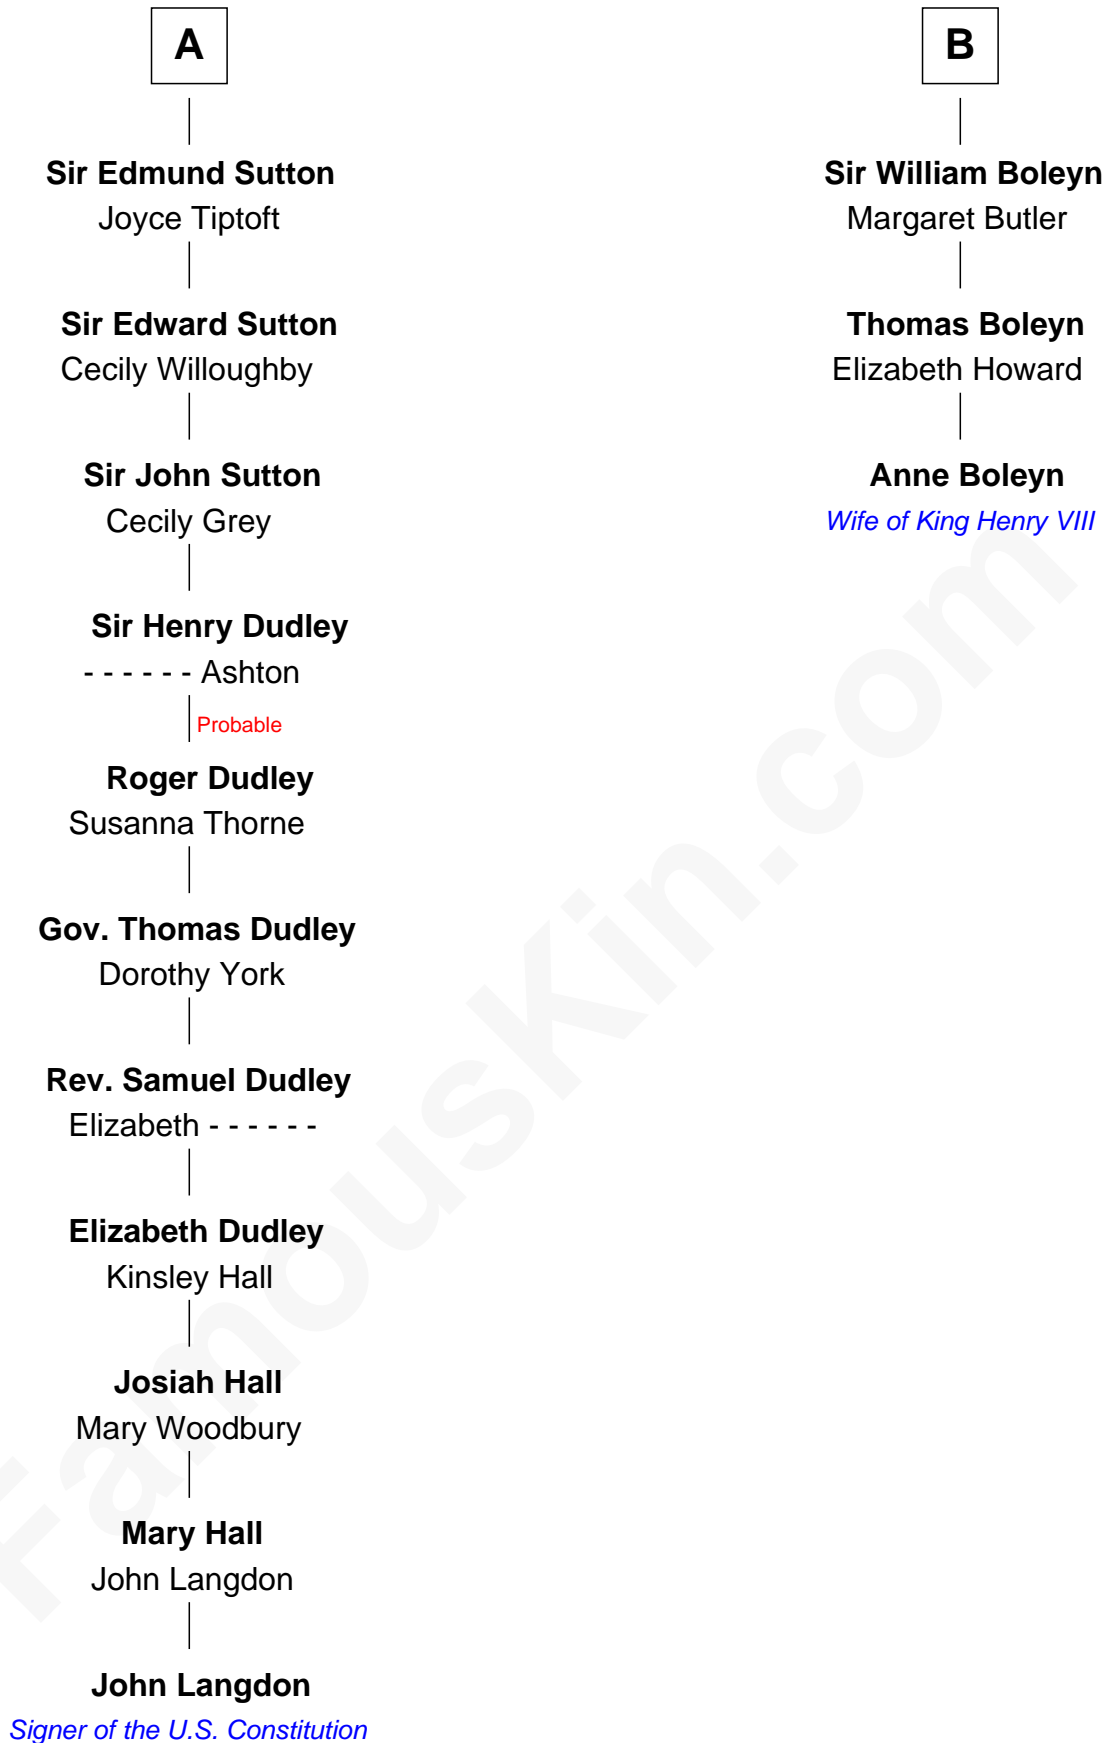 A
Sir Edmund Sutton
Joyce Tiptoft
Sir Edward Sutton
Cecily Willoughby
Sir John Sutton
Cecily Grey
Sir Henry Dudley
- - - - - - Ashton
Probable
Roger Dudley
Susanna Thorne
Gov. Thomas Dudley
Dorothy York
Rev. Samuel Dudley
Elizabeth - - - - - -
Elizabeth Dudley
Kinsley Hall
Josiah Hall
Mary Woodbury
Mary Hall
John Langdon
John Langdon
Signer of the U.S. Constitution
B
Sir William Boleyn
Margaret Butler
Thomas Boleyn
Elizabeth Howard
Anne Boleyn
Wife of King Henry VIII
FamousKin.com